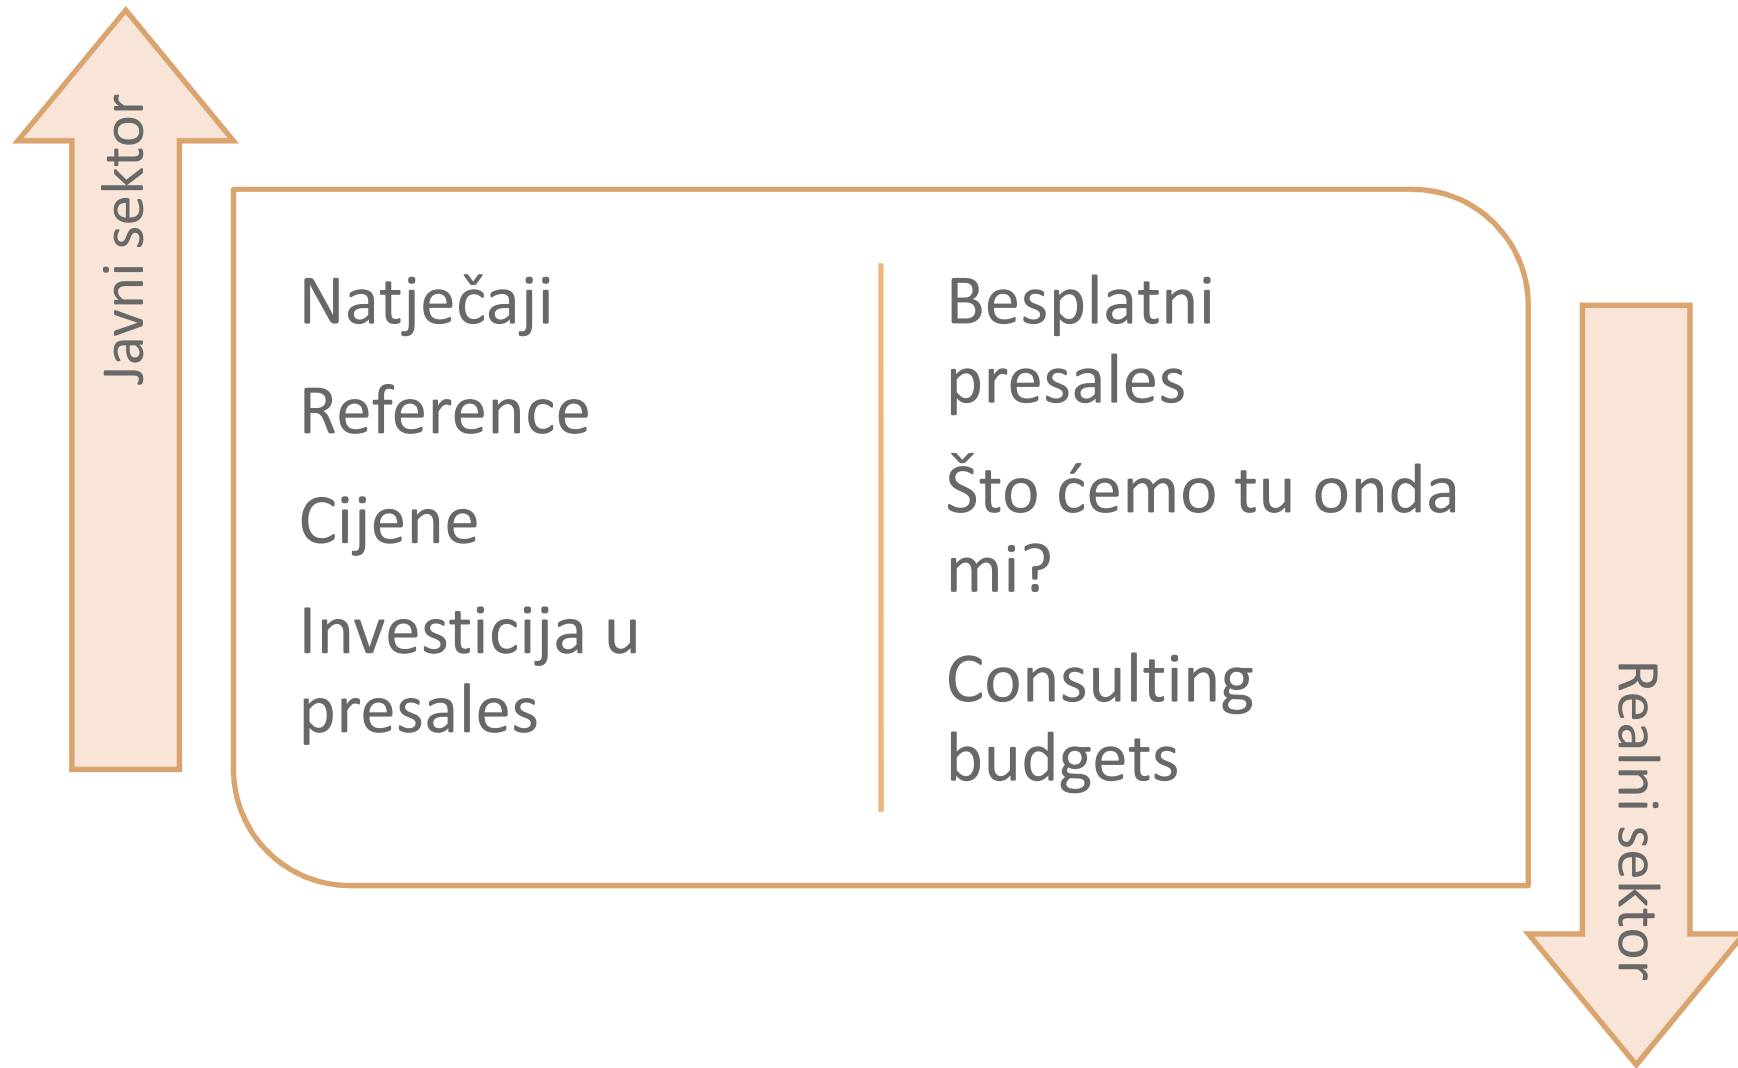 Javni sektor
Natječaji
Reference
Cijene
Investicija u
presales
Besplatni
presales
Što ćemo tu onda
mi?
Consulting
budgets
Realni sektor